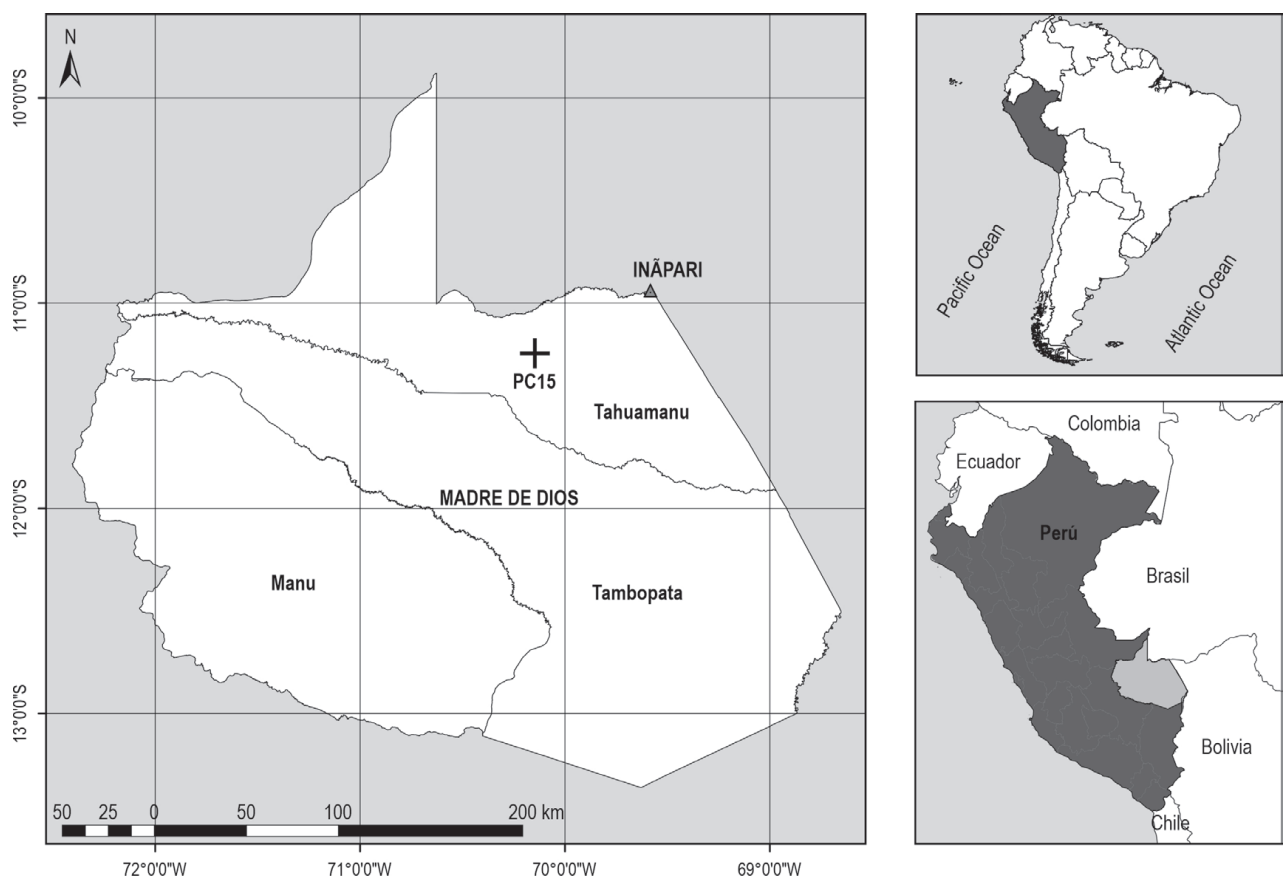 N
10°0'0"S
11°0'0"S
12°0'0"S
13°0'0"S
INÃPARI
PC15
Tahuamanu
MADRE DE DIOS
Manu
Tambopata
50 25 0 50 100 200 km
72°0'0"W 71°0'0"W 70°0'0"W 69°0'0"W
Pacific Ocean
Atlantic Ocean
Colombia
Ecuador
Perú
Brasil
Bolivia
Chile